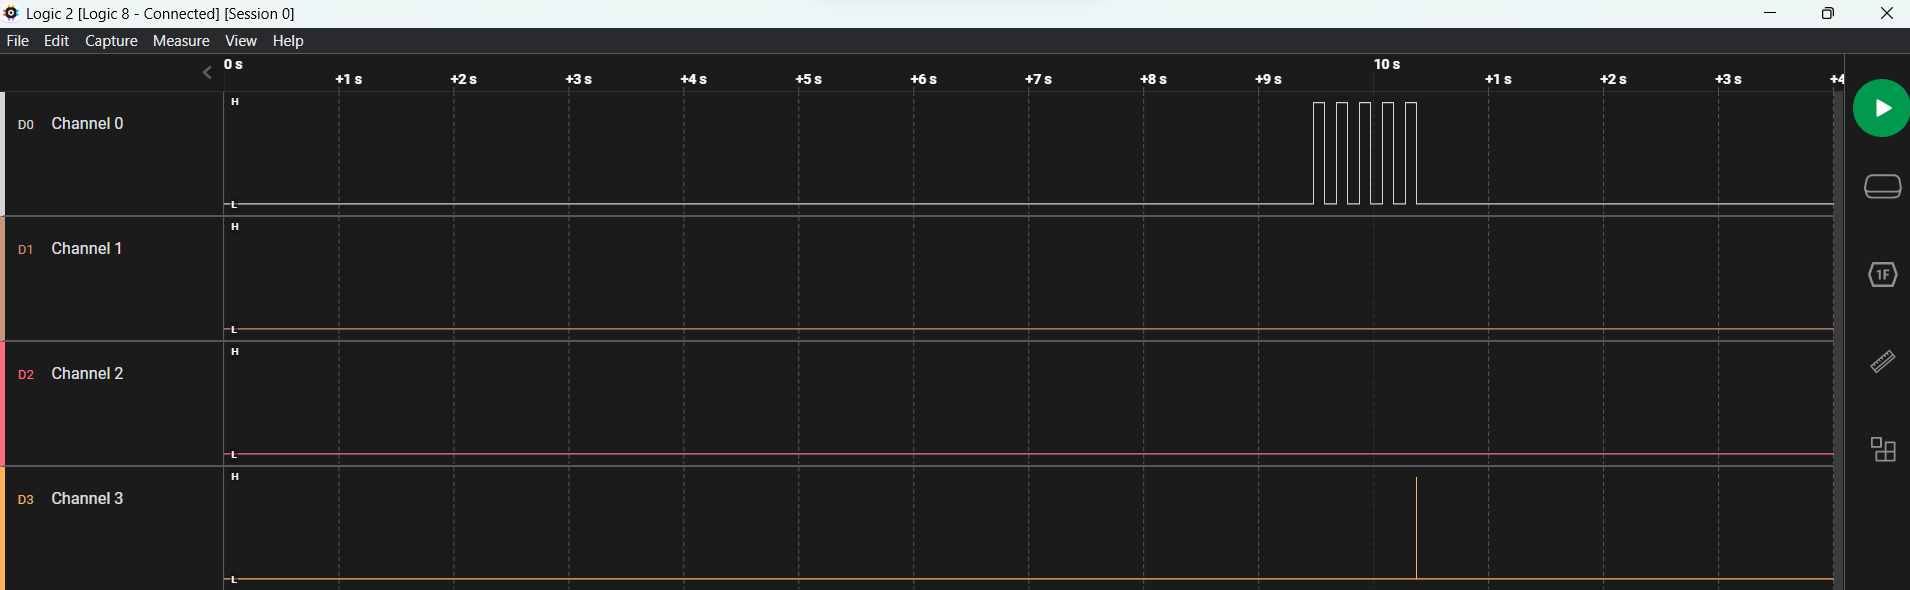 Logic 2 [Logic 8 - Connected] [Session 0]
File Edit Capture Measure View Help
0 s 10 s
+1 s +2 s +3 s +4 s +5 s +6 s +7 s +8 s +9 s +1 s +2 s +3 s +4
H
D0 Channel 0
L
H
D1 Channel 1
L
1F
H
D2 Channel 2
L
H
D3 Channel 3
L